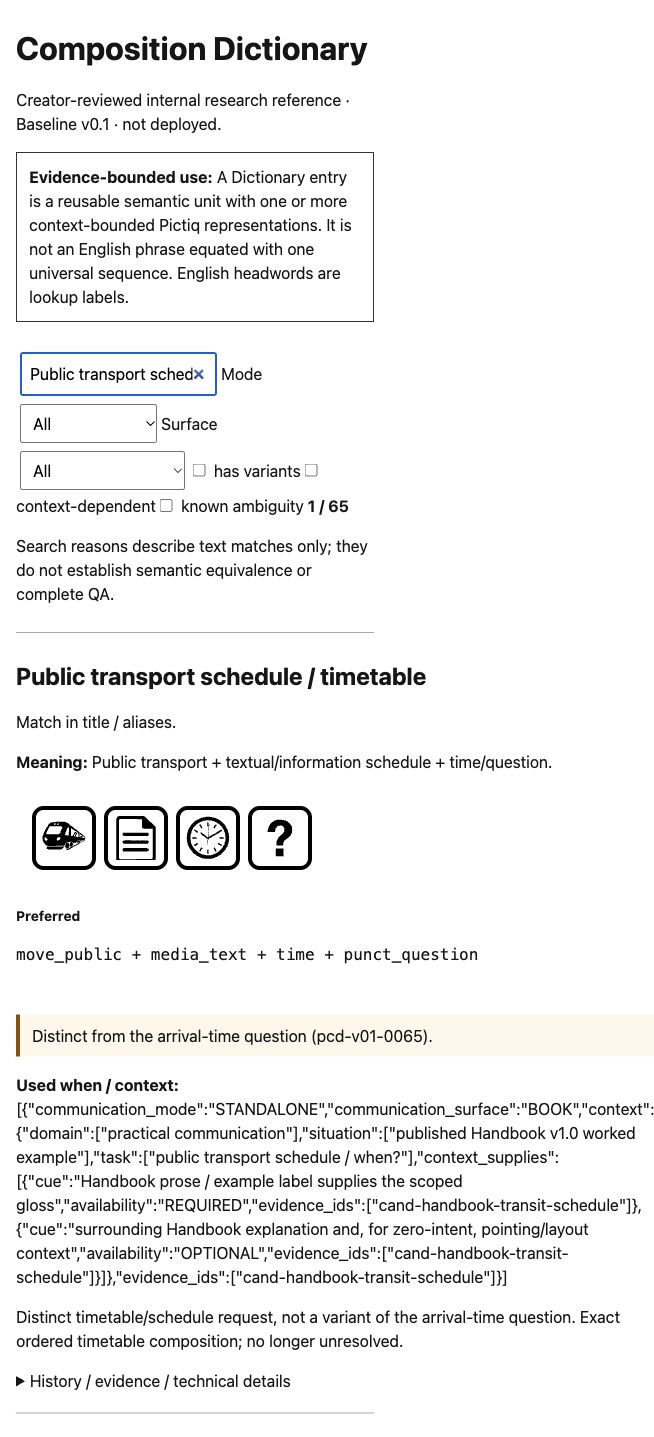 Composition Dictionary
Creator-reviewed internal research reference ·
Baseline v0.1 · not deployed.
Evidence-bounded use: A Dictionary entry
is a reusable semantic unit with one or more
context-bounded Pictiq representations. It is
not an English phrase equated with one
universal sequence. English headwords are
lookup labels.
Public transport sched× Mode
All Surface
All has variants
context-dependent known ambiguity 1 / 65
Search reasons describe text matches only; they
do not establish semantic equivalence or
complete QA.
Public transport schedule / timetable
Match in title / aliases.
Meaning: Public transport + textual/information schedule + time/question.
?
Preferred
move_public + media_text + time + punct_question
Distinct from the arrival-time question (pcd-v01-0065).
Used when / context:
[{"communication_mode":"STANDALONE","communication_surface":"BOOK","context":
{"domain":["practical communication"],"situation":["published Handbook v1.0 worked
example"],"task":["public transport schedule / when?"],"context_supplies":
[{"cue":"Handbook prose / example label supplies the scoped
gloss","availability":"REQUIRED","evidence_ids":["cand-handbook-transit-schedule"]},
{"cue":"surrounding Handbook explanation and, for zero-intent, pointing/layout
context","availability":"OPTIONAL","evidence_ids":["cand-handbook-transit-
schedule"]}]},"evidence_ids":["cand-handbook-transit-schedule"]}]
Distinct timetable/schedule request, not a variant of the arrival-time question. Exact
ordered timetable composition; no longer unresolved.
▶ History / evidence / technical details